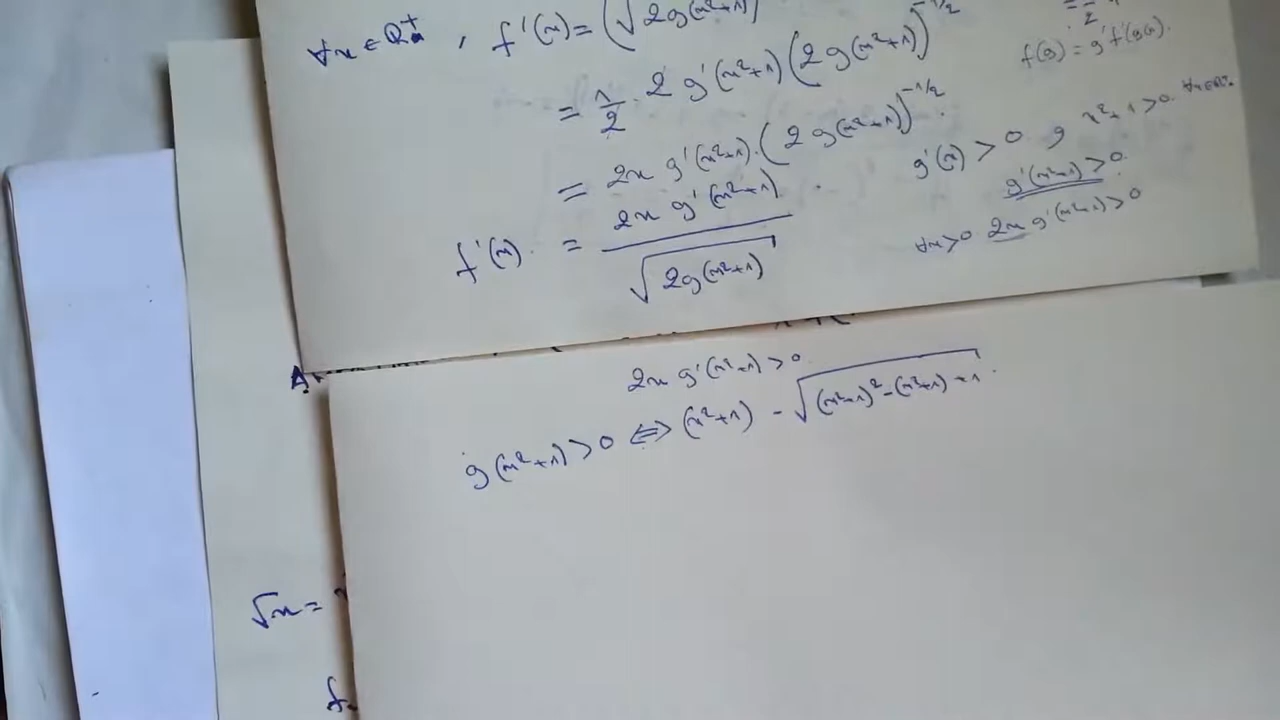 ∀x ∈ ℝ*⁺ , f'(x) = (√2g(x²+1)
= 1/2 · 2 g'(x²+1) (2g(x²+1))^-1/2
f(g) = g' f'(g(x)).
= 2x g'(x²+1) · (2g(x²+1))^-1/2
g'(x) > 0 , x²+1 > 0
f'(x) = 2x g'(x²+1) / √2g(x²+1)
g'(x²+1) > 0
∀x > 0 2x g'(x²+1) > 0
2x g'(x²+1) > 0
g(x²+1) > 0 ⇔ (x²+1) - √(x²+1)² - (x²+1) + 1
√x =
f